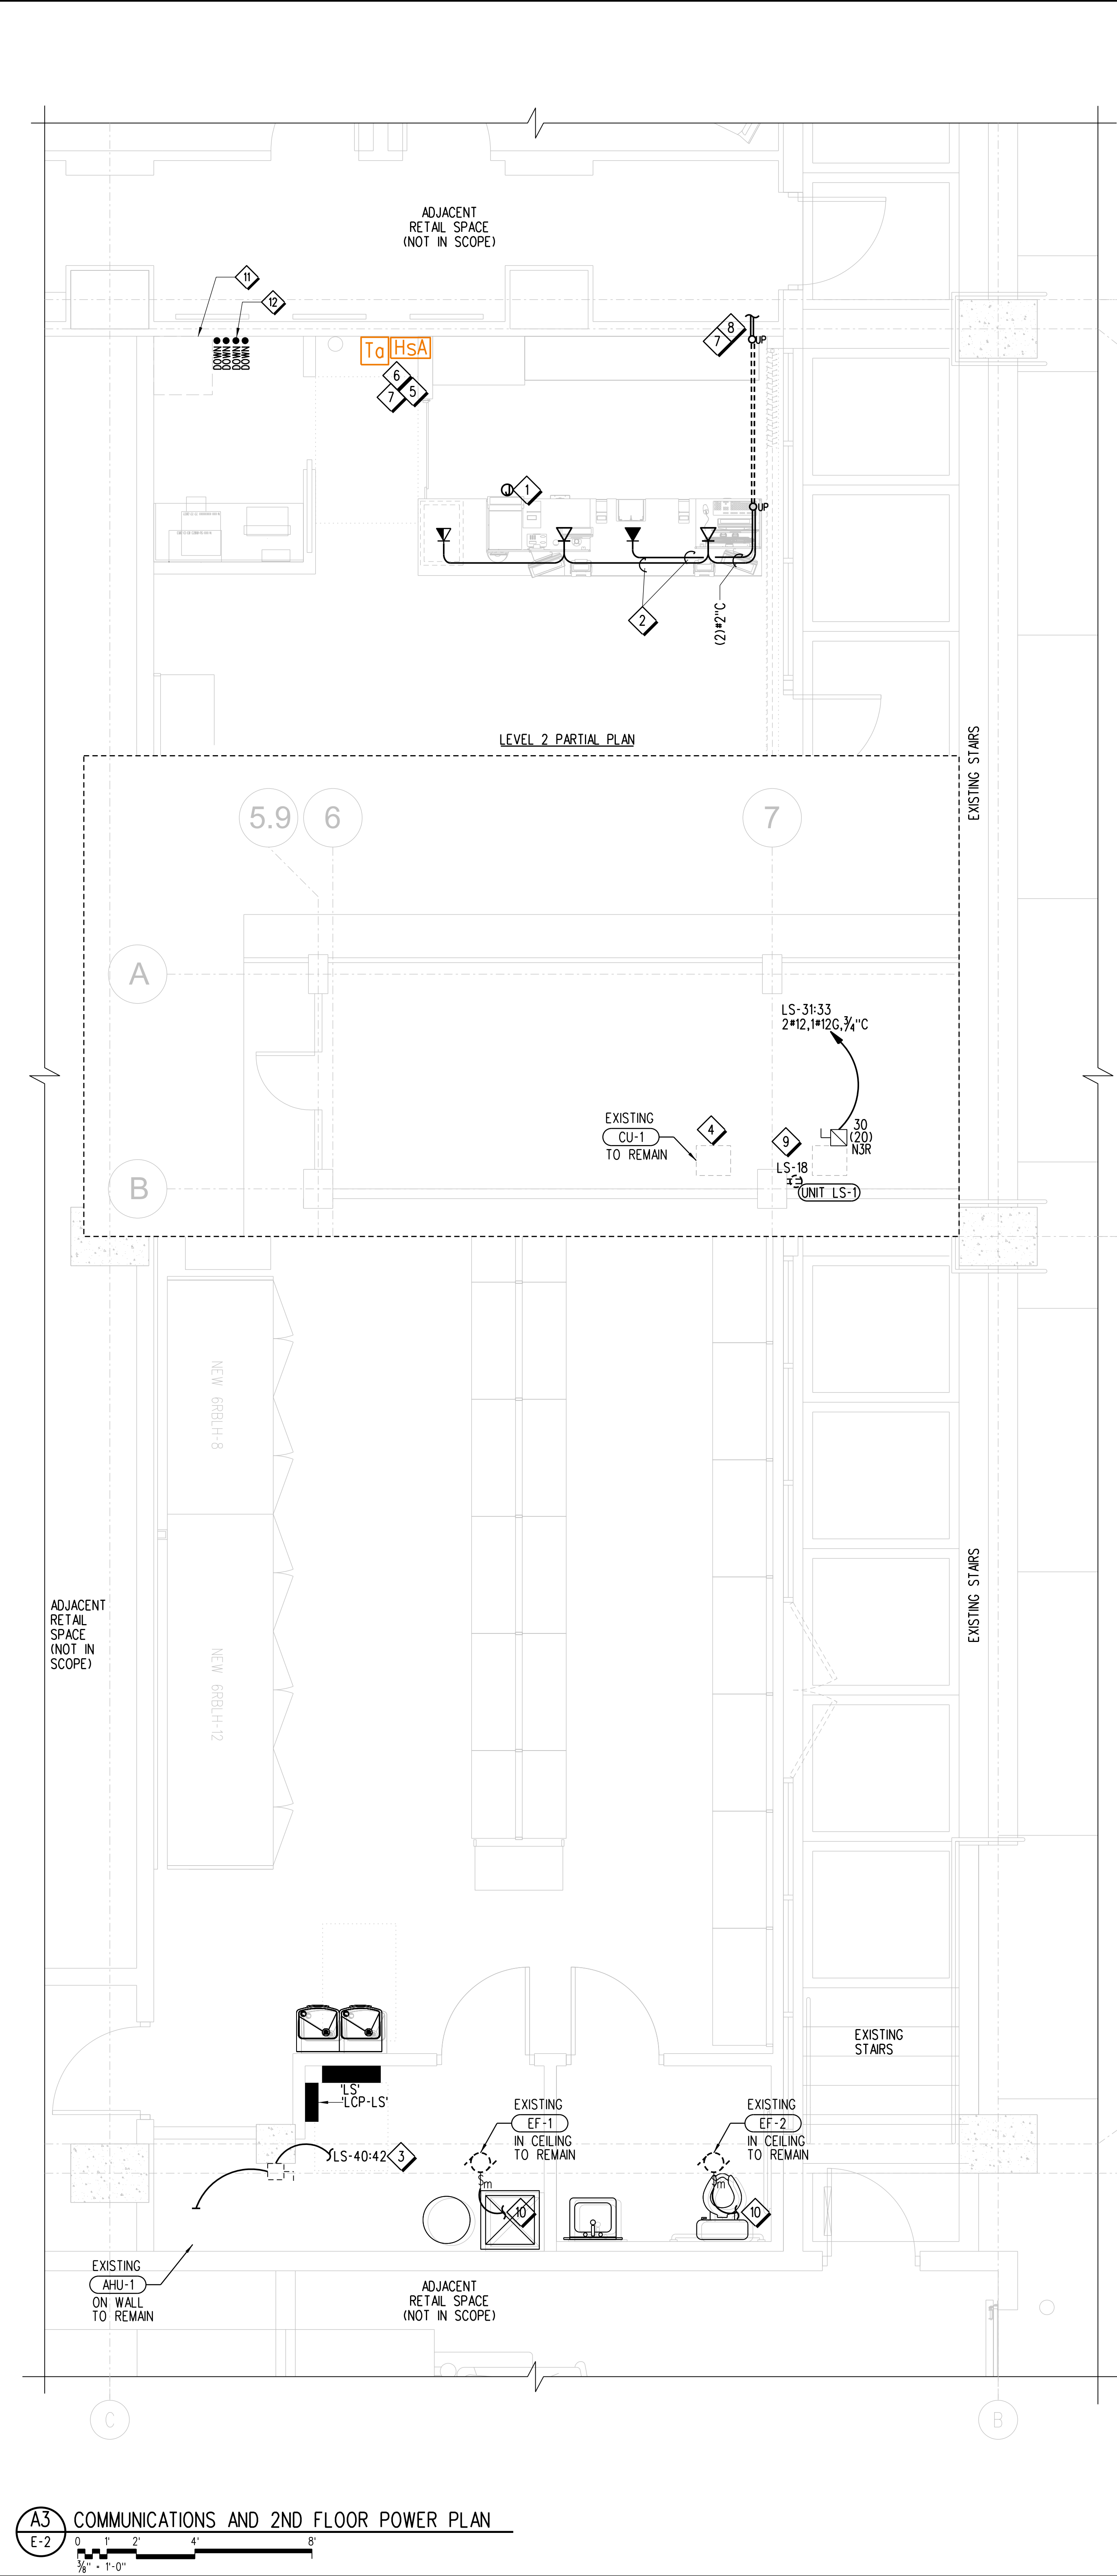 ADJACENT
RETAIL SPACE
(NOT IN SCOPE)
11
12
DOWN
DOWN
DOWN
DOWN
Ta
HsA
6
7
5
7
8
UP
1
UP
2
(2)#2"C
LEVEL 2 PARTIAL PLAN
EXISTING STAIRS
5.9
6
7
A
LS-31:33
2#12,1#12G,¾"C
EXISTING
CU-1
TO REMAIN
4
9
30
(20)
N3R
LS-18
UNIT LS-1
B
NEW 6RBLH-8
NEW 6RBLH-12
EXISTING STAIRS
ADJACENT
RETAIL
SPACE
(NOT IN
SCOPE)
EXISTING
STAIRS
'LS'
'LCP-LS'
LS-40:42
3
EXISTING
EF-1
IN CEILING
TO REMAIN
$m
10
EXISTING
EF-2
IN CEILING
TO REMAIN
$m
10
EXISTING
AHU-1
ON WALL
TO REMAIN
ADJACENT
RETAIL SPACE
(NOT IN SCOPE)
C
B
A3
E-2
COMMUNICATIONS AND 2ND FLOOR POWER PLAN
0 1' 2' 4' 8'
⅜" = 1'-0"